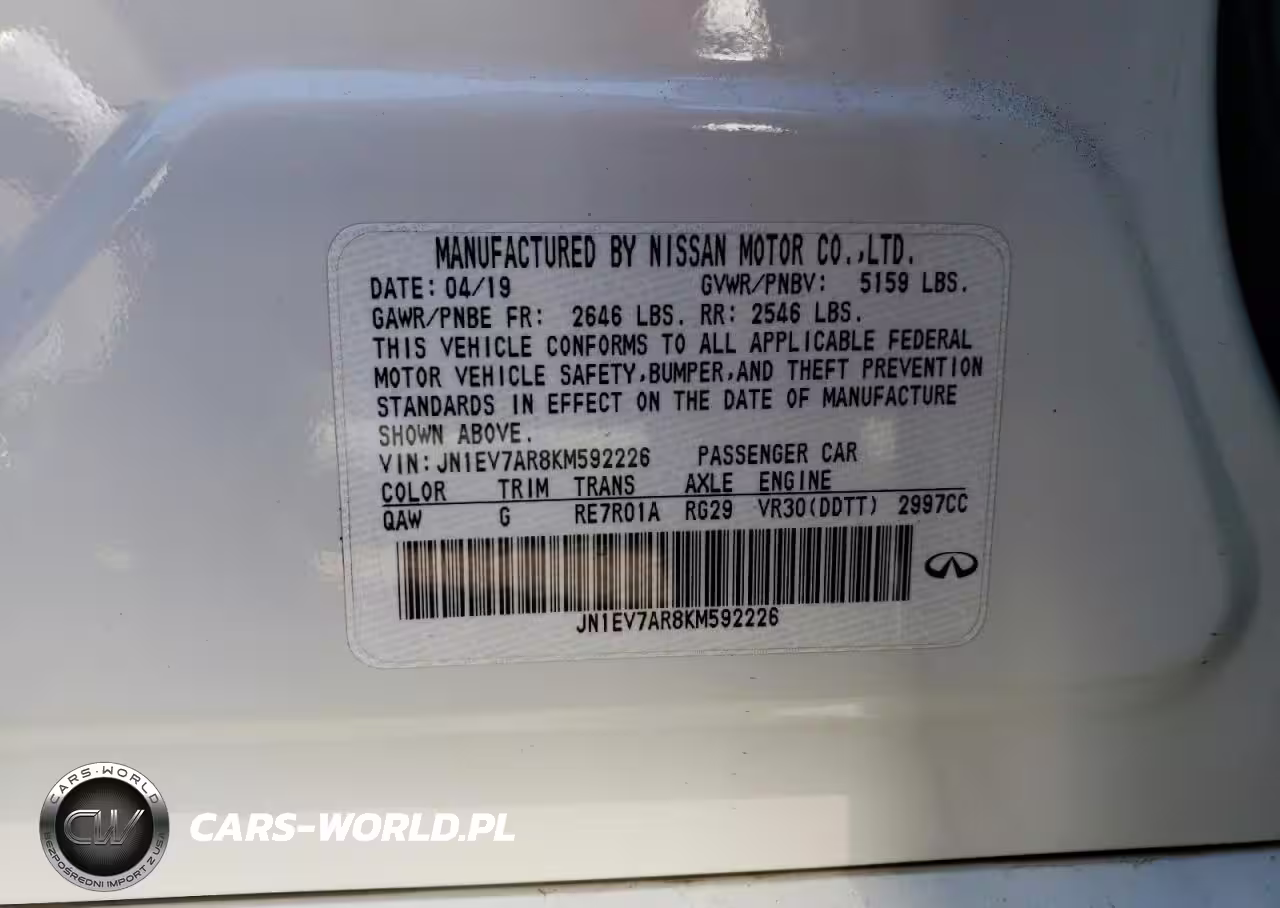 MANUFACTURED BY NISSAN MOTOR CO.,LTD.
DATE: 04/19 GVWR/PNBV: 5159 LBS.
GAWR/PNBE FR: 2646 LBS. RR: 2546 LBS.
THIS VEHICLE CONFORMS TO ALL APPLICABLE FEDERAL
MOTOR VEHICLE SAFETY,BUMPER,AND THEFT PREVENTION
STANDARDS IN EFFECT ON THE DATE OF MANUFACTURE
SHOWN ABOVE.
VIN:JN1EV7AR8KM592226 PASSENGER CAR
COLOR TRIM TRANS AXLE ENGINE
QAW G RE7R01A RG29 VR30(DDTT) 2997CC
JN1EV7AR8KM592226
CARS-WORLD
CW
BEZPOŚREDNI IMPORT Z USA
CARS-WORLD.PL